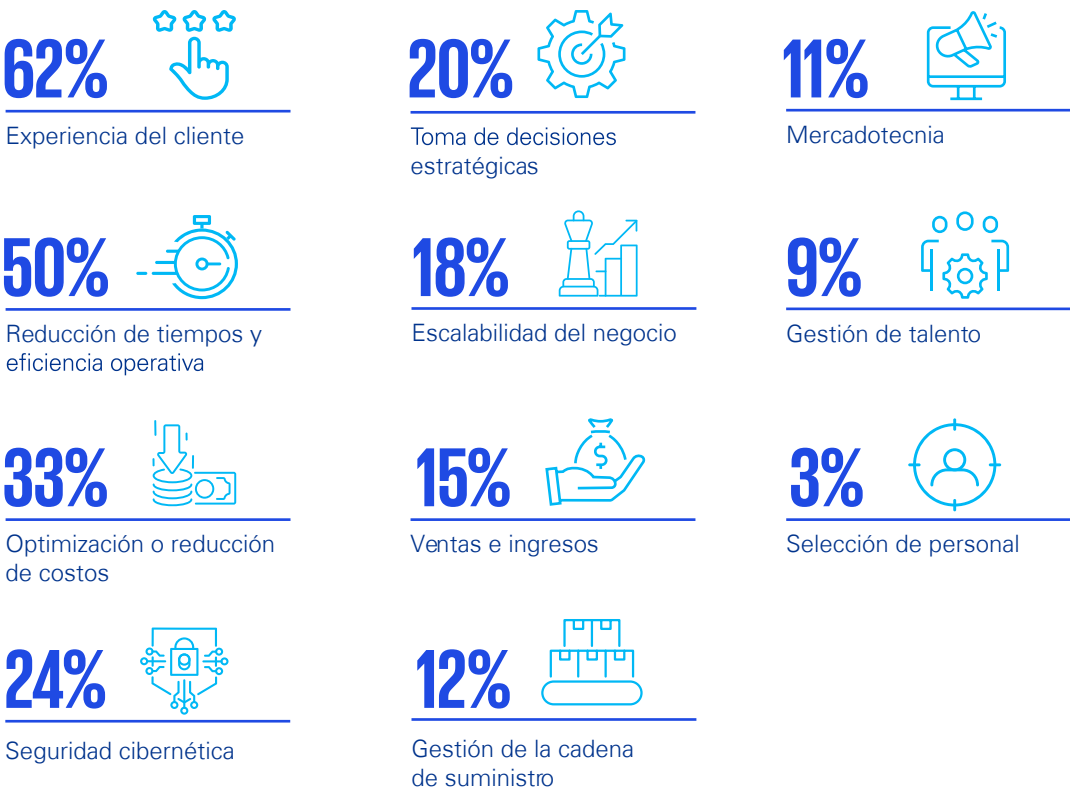 62%
Experiencia del cliente
50%
Reducción de tiempos y
eficiencia operativa
33%
Optimización o reducción
de costos
24%
Seguridad cibernética
20%
Toma de decisiones
estratégicas
18%
Escalabilidad del negocio
15%
$
Ventas e ingresos
12%
Gestión de la cadena
de suministro
11%
Mercadotecnia
9%
Gestión de talento
3%
Selección de personal